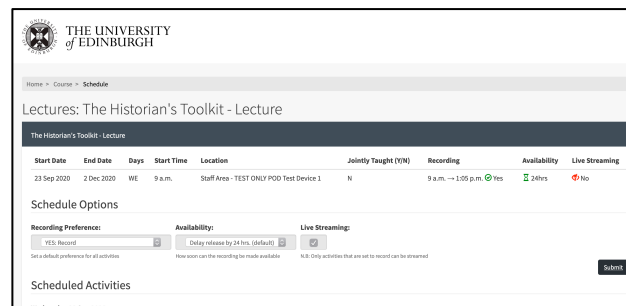 THE UNIVERSITY
of EDINBURGH
Home > Course > Schedule
Lectures: The Historian's Toolkit - Lecture
The Historian's Toolkit - Lecture
Start Date End Date Days Start Time Location Jointly Taught (Y/N) Recording Availability Live Streaming
23 Sep 2020 2 Dec 2020 WE 9 a.m. Staff Area - TEST ONLY POD Test Device 1 N 9 a.m. → 1:05 p.m. Yes 24hrs No
Schedule Options
Recording Preference: Availability: Live Streaming:
YES: Record Delay release by 24 hrs. (default)
Set a default preference for all activities How soon can the recording be made available N.B: Only activities that are set to record can be streamed
Submit
Scheduled Activities